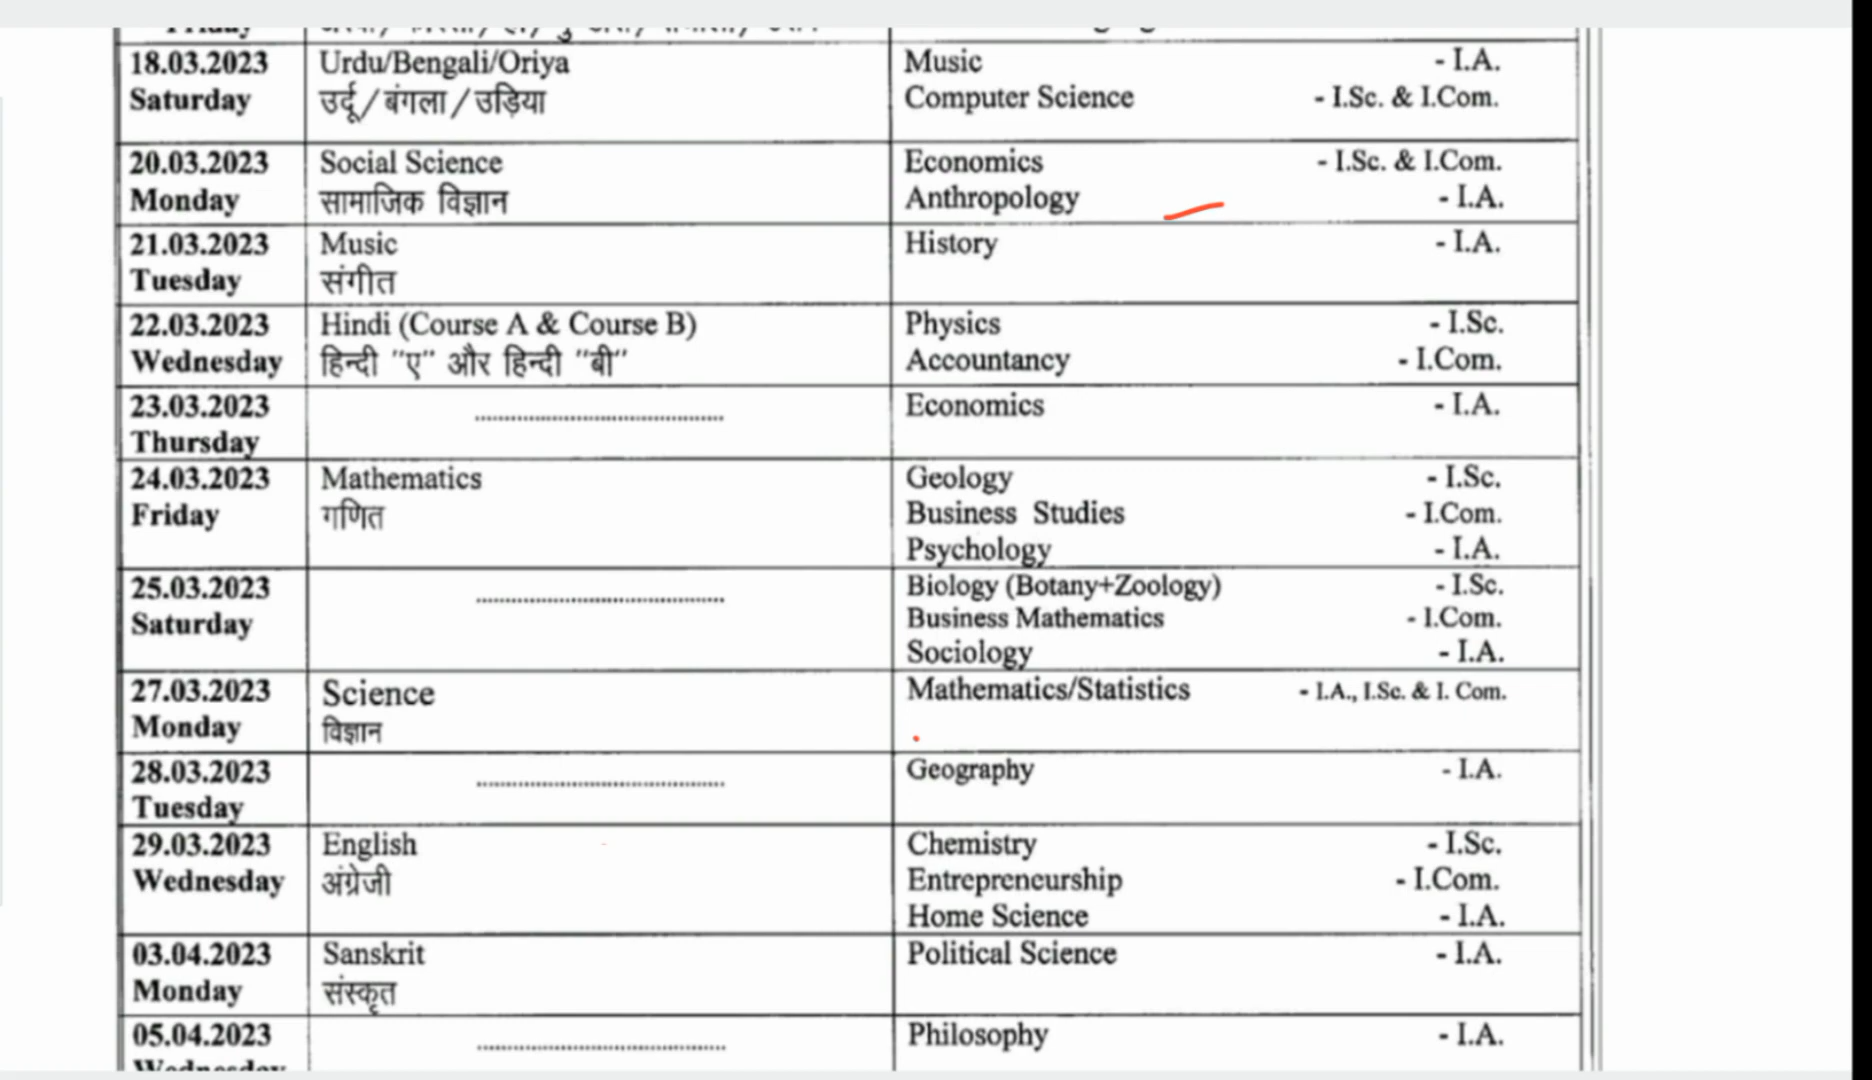 18.03.2023 Urdu/Bengali/Oriya Music - I.A.
Saturday उर्दू/बंगला/उड़िया Computer Science - I.Sc. & I.Com.
20.03.2023 Social Science Economics - I.Sc. & I.Com.
Monday सामाजिक विज्ञान Anthropology - I.A.
21.03.2023 Music History - I.A.
Tuesday संगीत
22.03.2023 Hindi (Course A & Course B) Physics - I.Sc.
Wednesday हिन्दी "ए" और हिन्दी "बी" Accountancy - I.Com.
23.03.2023 .......................................... Economics - I.A.
Thursday
24.03.2023 Mathematics Geology - I.Sc.
Friday गणित Business Studies - I.Com.
Psychology - I.A.
25.03.2023 .......................................... Biology (Botany+Zoology) - I.Sc.
Saturday Business Mathematics - I.Com.
Sociology - I.A.
27.03.2023 Science Mathematics/Statistics - I.A., I.Sc. & I. Com.
Monday विज्ञान
28.03.2023 .......................................... Geography - I.A.
Tuesday
29.03.2023 English Chemistry - I.Sc.
Wednesday अंग्रेजी Entrepreneurship - I.Com.
Home Science - I.A.
03.04.2023 Sanskrit Political Science - I.A.
Monday संस्कृत
05.04.2023 .......................................... Philosophy - I.A.
Wednesday